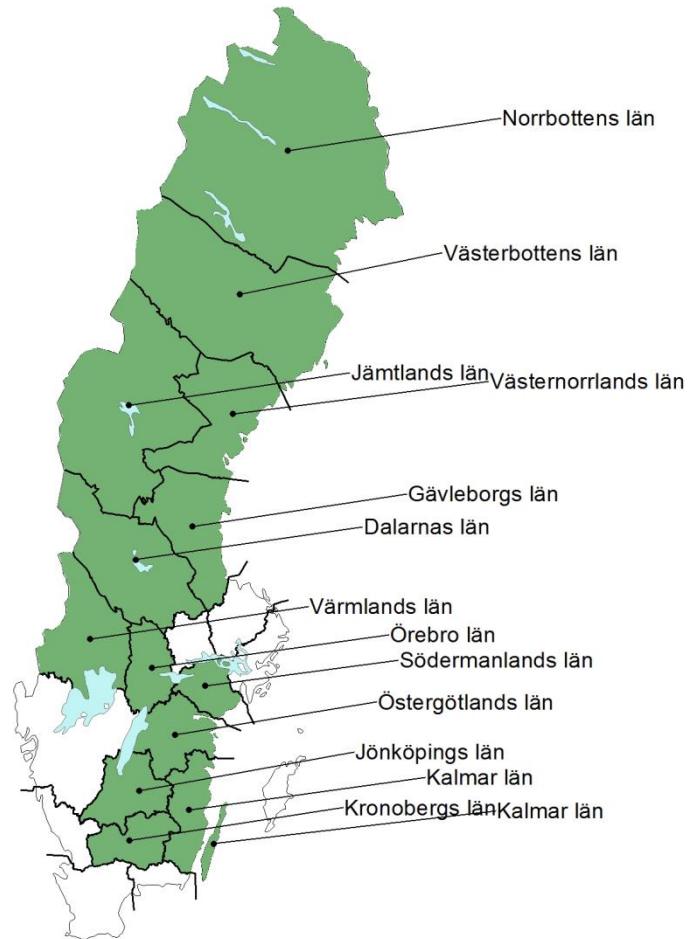 Norrbottens län
Västerbottens län
Jämtlands län
Västernorrlands län
Gävleborgs län
Dalarnas län
Värmlands län
Örebro län
Södermanlands län
Östergötlands län
Jönköpings län
Kalmar län
Kronobergs län
Kalmar län